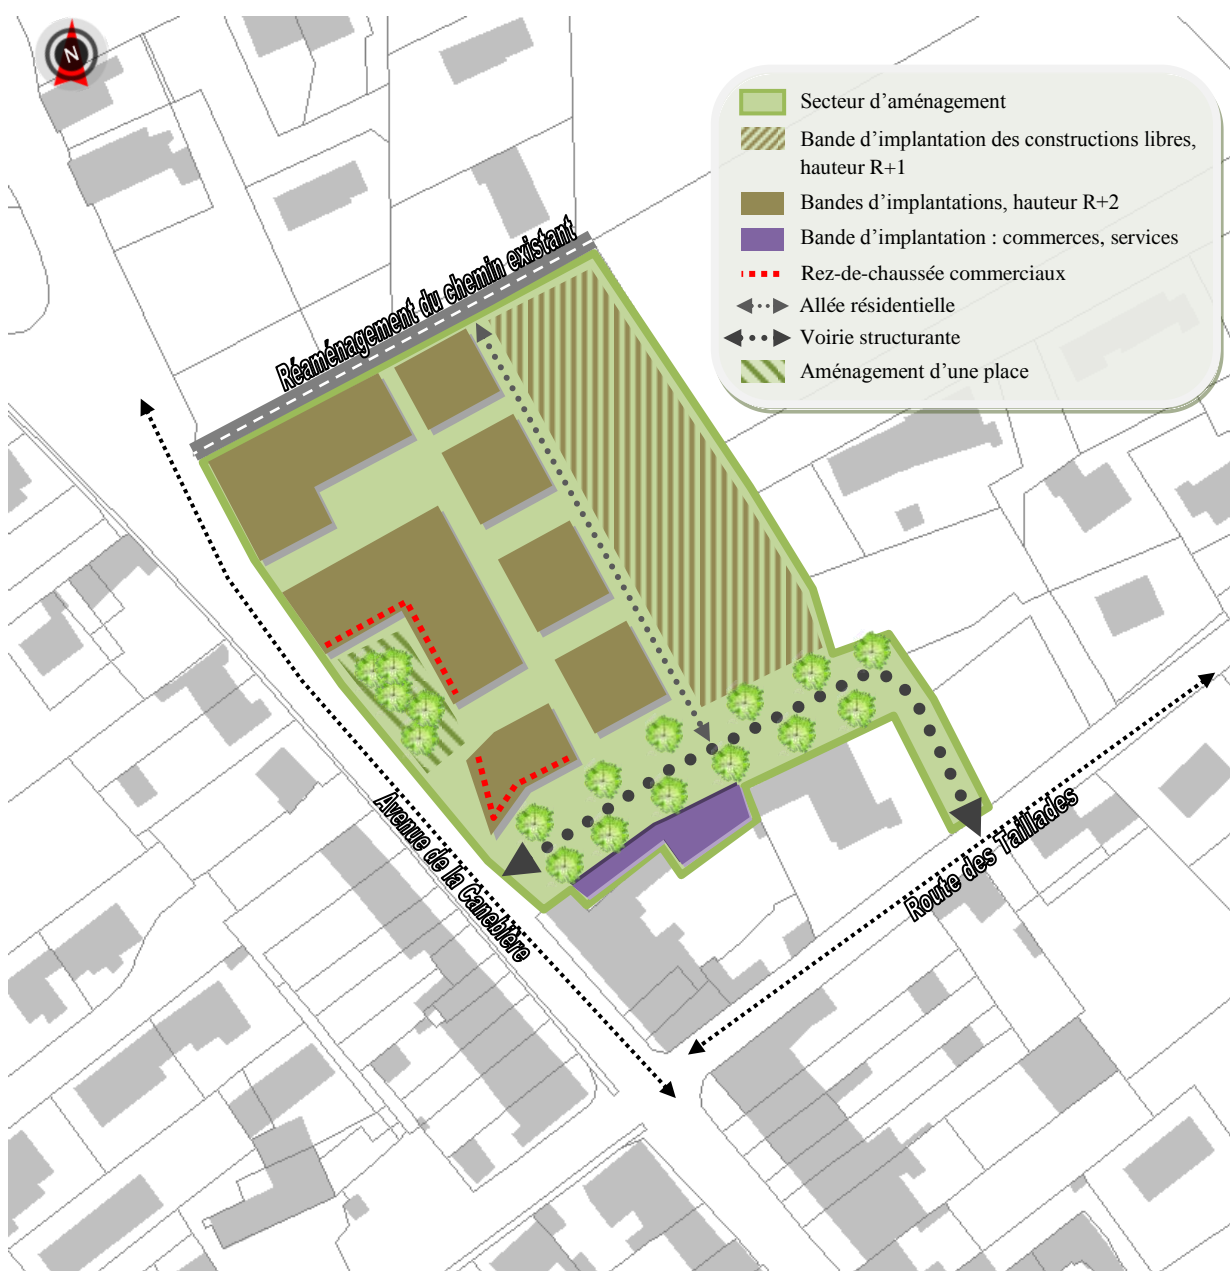 N
Secteur d’aménagement
Bande d’implantation des constructions libres,
hauteur R+1
Bandes d’implantations, hauteur R+2
Bande d’implantation : commerces, services
Rez-de-chaussée commerciaux
Allée résidentielle
Voirie structurante
Aménagement d’une place
Réaménagement du chemin existant
Avenue de la Canebière
Route des Taillades